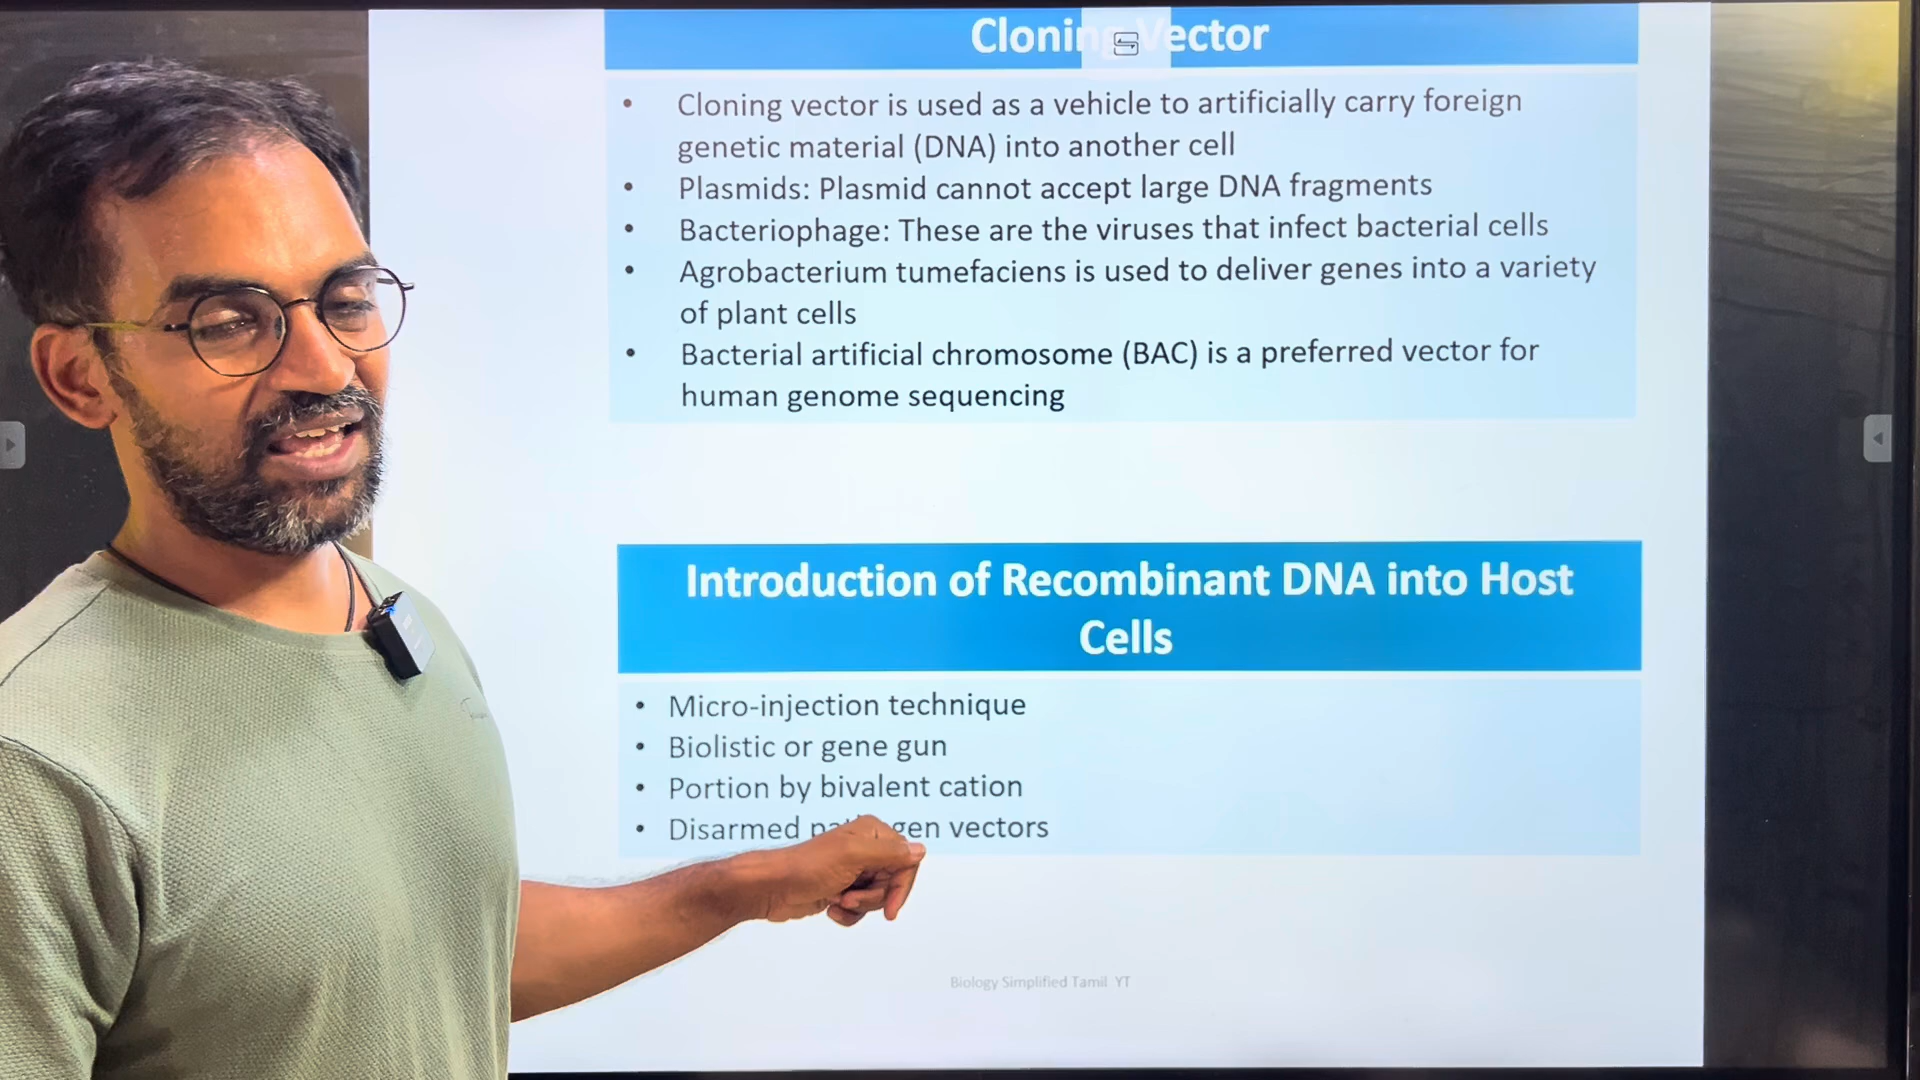 Cloning Vector
• Cloning vector is used as a vehicle to artificially carry foreign
genetic material (DNA) into another cell
• Plasmids: Plasmid cannot accept large DNA fragments
• Bacteriophage: These are the viruses that infect bacterial cells
• Agrobacterium tumefaciens is used to deliver genes into a variety
of plant cells
• Bacterial artificial chromosome (BAC) is a preferred vector for
human genome sequencing
Introduction of Recombinant DNA into Host
Cells
• Micro-injection technique
• Biolistic or gene gun
• Portion by bivalent cation
• Disarmed pathogen vectors
Biology Simplified Tamil YT